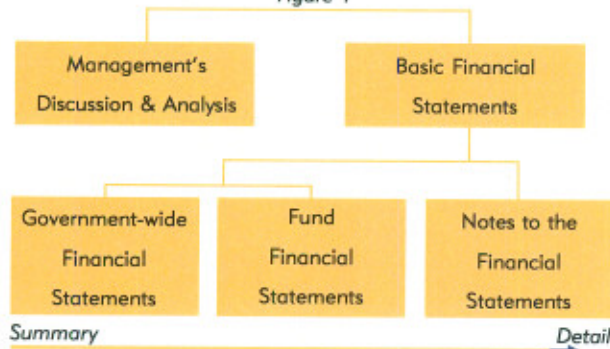 Management's
Discussion & Analysis
Basic Financial
Statements
Government-wide
Financial
Statements
Fund
Financial
Statements
Notes to the
Financial
Statements
Summary
Detail